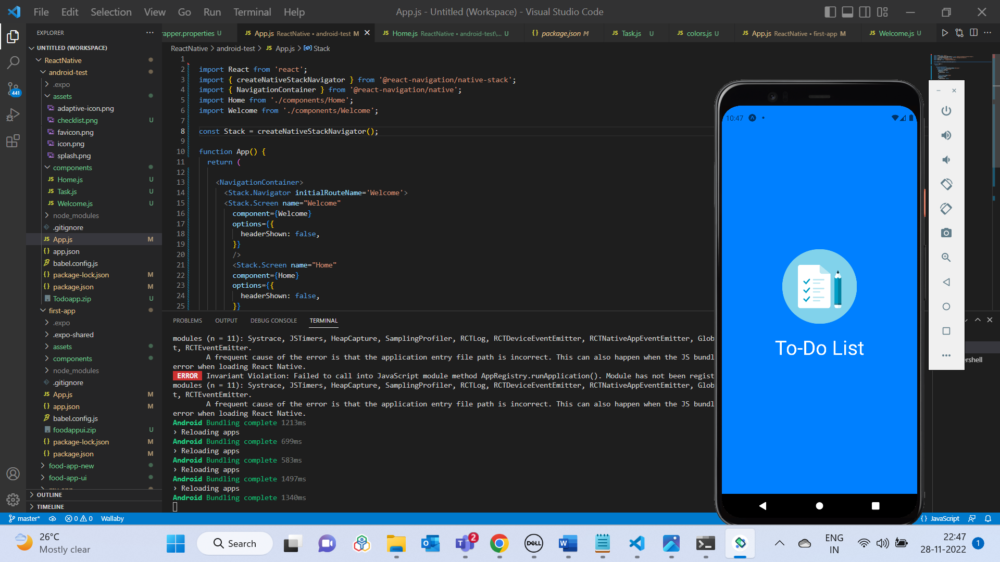 File Edit Selection View Go Run Terminal Help
App.js - Untitled (Workspace) - Visual Studio Code
EXPLORER
rapper.properties U
JS App.js ReactNative • android-test M
JS Home.js ReactNative • android-test\... U
{} package.json M
JS Task.js U
JS colors.js U
JS App.js ReactNative • first-app M
JS Welcome.js U
UNTITLED (WORKSPACE)
ReactNative
android-test
.expo
assets
adaptive-icon.png
checklist.png U
favicon.png
icon.png
splash.png
components
JS Home.js U
JS Task.js U
JS Welcome.js U
node_modules
.gitignore
JS App.js M
{} app.json
babel.config.js
{} package-lock.json M
{} package.json M
Todoapp.zip U
first-app
.expo
.expo-shared
assets
components
node_modules
.gitignore
JS App.js M
{} app.json M
babel.config.js
foodappui.zip U
{} package-lock.json M
{} package.json M
food-app-new
food-app-ui
OUTLINE
TIMELINE
441
ReactNative > android-test > JS App.js > Stack
1
2 import React from 'react';
3 import { createNativeStackNavigator } from '@react-navigation/native-stack';
4 import { NavigationContainer } from '@react-navigation/native';
5 import Home from './components/Home';
6 import Welcome from './components/Welcome';
7
8 const Stack = createNativeStackNavigator();
9
10 function App() {
11 return (
12
13 <NavigationContainer>
14 <Stack.Navigator initialRouteName='Welcome'>
15 <Stack.Screen name="Welcome"
16 component={Welcome}
17 options={{
18 headerShown: false,
19 }}
20 />
21 <Stack.Screen name="Home"
22 component={Home}
23 options={{
24 headerShown: false,
25 }}
PROBLEMS OUTPUT DEBUG CONSOLE TERMINAL
modules (n = 11): Systrace, JSTimers, HeapCapture, SamplingProfiler, RCTLog, RCTDeviceEventEmitter, RCTNativeAppEventEmitter, Glob
t, RCTEventEmitter.
A frequent cause of the error is that the application entry file path is incorrect. This can also happen when the JS bundl
error when loading React Native.
ERROR Invariant Violation: Failed to call into JavaScript module method AppRegistry.runApplication(). Module has not been regist
modules (n = 11): Systrace, JSTimers, HeapCapture, SamplingProfiler, RCTLog, RCTDeviceEventEmitter, RCTNativeAppEventEmitter, Glob
t, RCTEventEmitter.
A frequent cause of the error is that the application entry file path is incorrect. This can also happen when the JS bundl
error when loading React Native.
Android Bundling complete 1213ms
› Reloading apps
Android Bundling complete 699ms
› Reloading apps
Android Bundling complete 583ms
› Reloading apps
Android Bundling complete 1497ms
› Reloading apps
Android Bundling complete 1340ms
10:47
To-Do List
ershell
master* 0 0 Wallaby
{} JavaScript
26°C
Mostly clear
Search
2
DELL
ENG
IN
22:47
28-11-2022
1